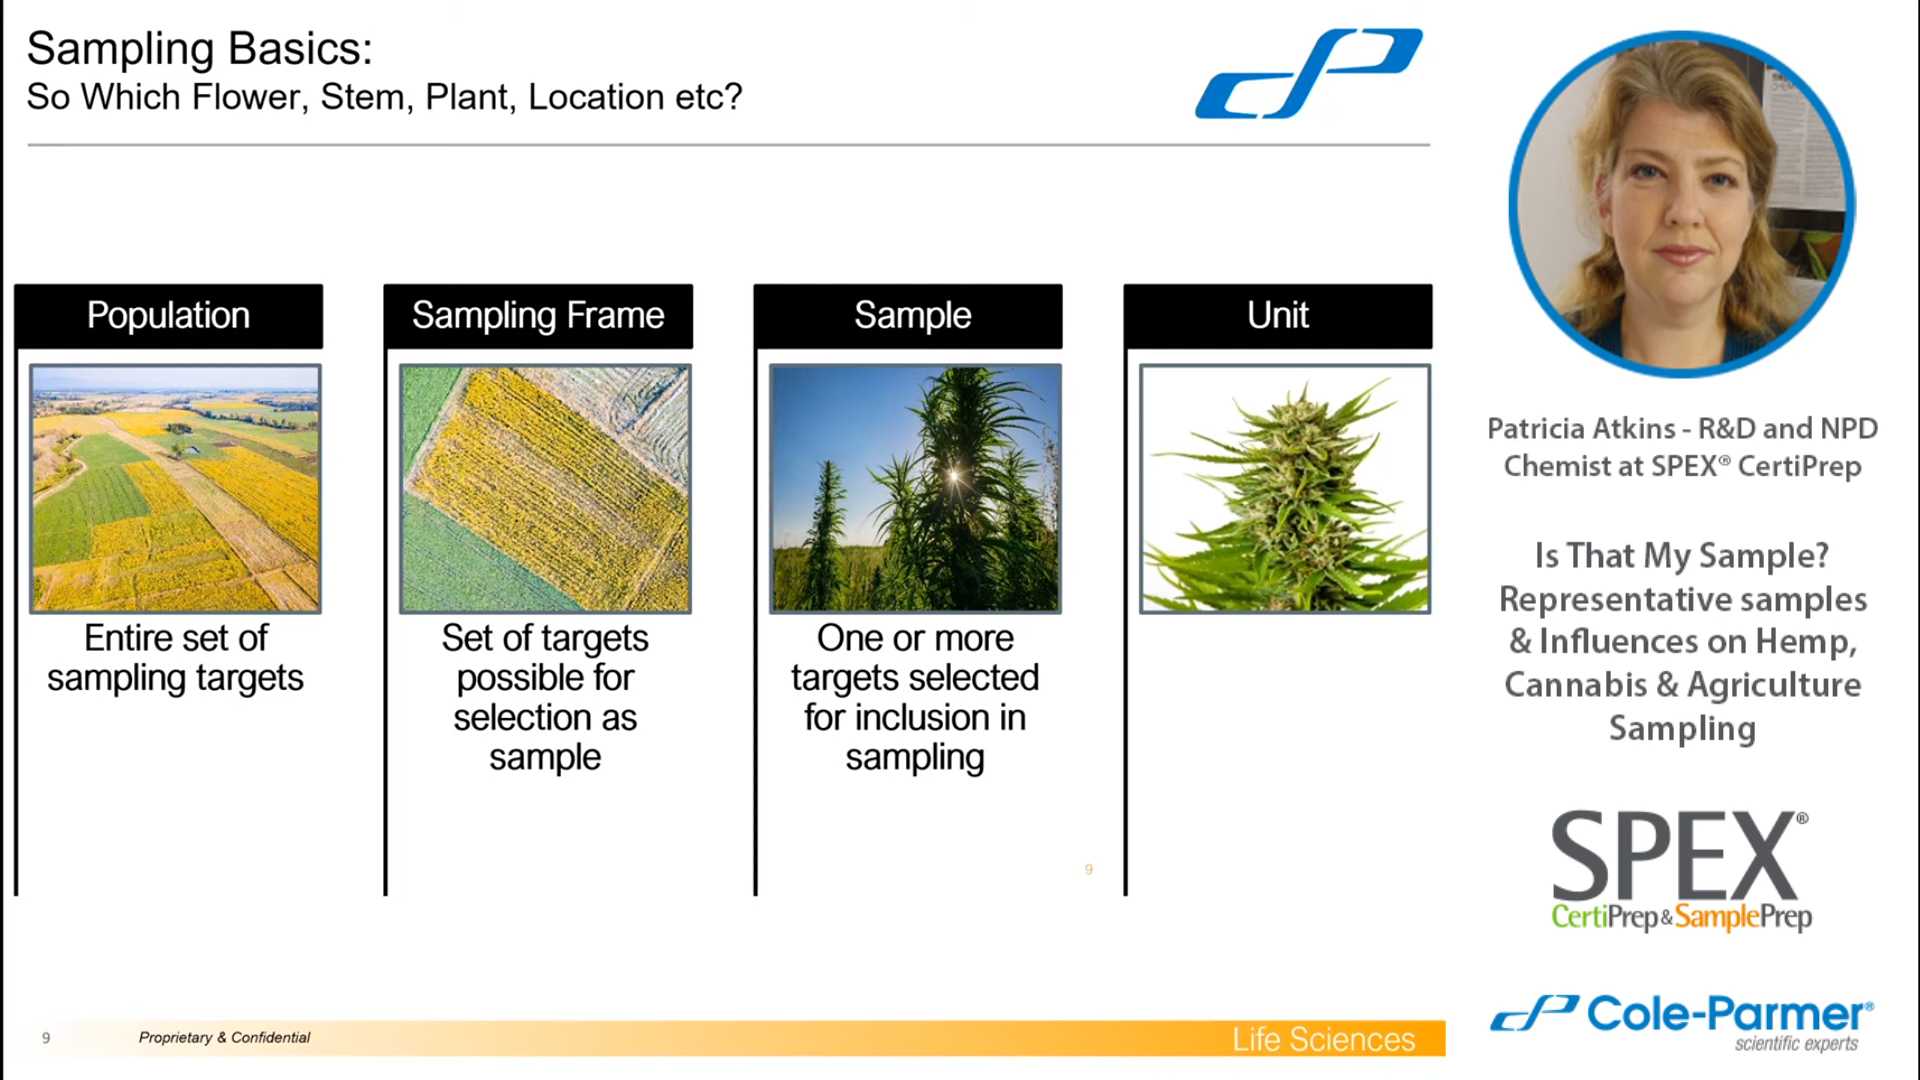 Sampling Basics:
So Which Flower, Stem, Plant, Location etc?
Population
Entire set of
sampling targets
Sampling Frame
Set of targets
possible for
selection as
sample
Sample
One or more
targets selected
for inclusion in
sampling
Unit
9
9
Proprietary & Confidential
Life Sciences
Patricia Atkins - R&D and NPD
Chemist at SPEX® CertiPrep
Is That My Sample?
Representative samples
& Influences on Hemp,
Cannabis & Agriculture
Sampling
SPEX®
CertiPrep & SamplePrep
Cole-Parmer®
scientific experts